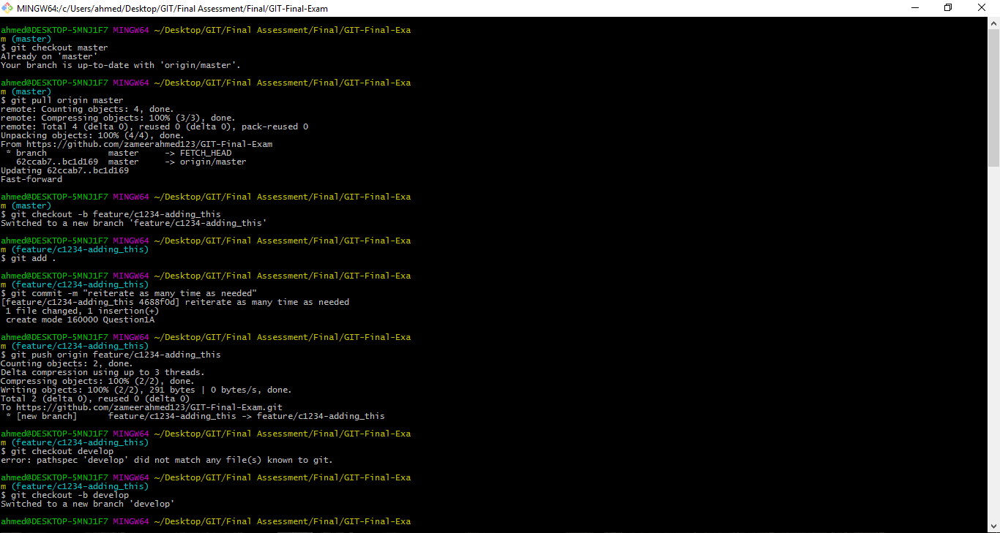 MINGW64:/c/Users/ahmed/Desktop/GIT/Final Assessment/Final/GIT-Final-Exam
ahmed@DESKTOP-5MNJ1F7 MINGW64 ~/Desktop/GIT/Final Assessment/Final/GIT-Final-Exa
m (master)
$ git checkout master
Already on 'master'
Your branch is up-to-date with 'origin/master'.
ahmed@DESKTOP-5MNJ1F7 MINGW64 ~/Desktop/GIT/Final Assessment/Final/GIT-Final-Exa
m (master)
$ git pull origin master
remote: Counting objects: 4, done.
remote: Compressing objects: 100% (3/3), done.
remote: Total 4 (delta 0), reused 0 (delta 0), pack-reused 0
Unpacking objects: 100% (4/4), done.
From https://github.com/zameerahmed123/GIT-Final-Exam
 * branch            master     -> FETCH_HEAD
   62ccab7..bc1d169  master     -> origin/master
Updating 62ccab7..bc1d169
Fast-forward
ahmed@DESKTOP-5MNJ1F7 MINGW64 ~/Desktop/GIT/Final Assessment/Final/GIT-Final-Exa
m (master)
$ git checkout -b feature/c1234-adding_this
Switched to a new branch 'feature/c1234-adding_this'
ahmed@DESKTOP-5MNJ1F7 MINGW64 ~/Desktop/GIT/Final Assessment/Final/GIT-Final-Exa
m (feature/c1234-adding_this)
$ git add .
ahmed@DESKTOP-5MNJ1F7 MINGW64 ~/Desktop/GIT/Final Assessment/Final/GIT-Final-Exa
m (feature/c1234-adding_this)
$ git commit -m "reiterate as many time as needed"
[feature/c1234-adding_this 4688f0d] reiterate as many time as needed
 1 file changed, 1 insertion(+)
 create mode 160000 Question1A
ahmed@DESKTOP-5MNJ1F7 MINGW64 ~/Desktop/GIT/Final Assessment/Final/GIT-Final-Exa
m (feature/c1234-adding_this)
$ git push origin feature/c1234-adding_this
Counting objects: 2, done.
Delta compression using up to 3 threads.
Compressing objects: 100% (2/2), done.
Writing objects: 100% (2/2), 291 bytes | 0 bytes/s, done.
Total 2 (delta 0), reused 0 (delta 0)
To https://github.com/zameerahmed123/GIT-Final-Exam.git
 * [new branch]      feature/c1234-adding_this -> feature/c1234-adding_this
ahmed@DESKTOP-5MNJ1F7 MINGW64 ~/Desktop/GIT/Final Assessment/Final/GIT-Final-Exa
m (feature/c1234-adding_this)
$ git checkout develop
error: pathspec 'develop' did not match any file(s) known to git.
ahmed@DESKTOP-5MNJ1F7 MINGW64 ~/Desktop/GIT/Final Assessment/Final/GIT-Final-Exa
m (feature/c1234-adding_this)
$ git checkout -b develop
Switched to a new branch 'develop'
ahmed@DESKTOP-5MNJ1F7 MINGW64 ~/Desktop/GIT/Final Assessment/Final/GIT-Final-Exa